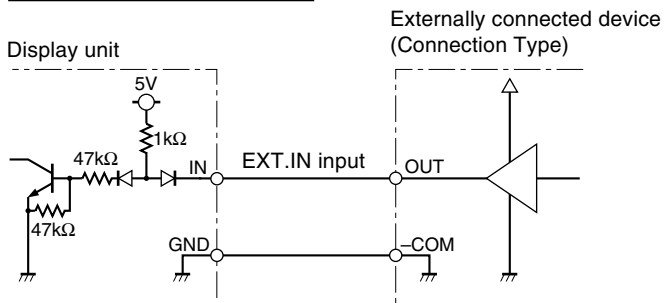 Externally connected device
(Connection Type)
Display unit
5V
1kΩ
47kΩ
IN
EXT.IN input
OUT
47kΩ
GND
–COM